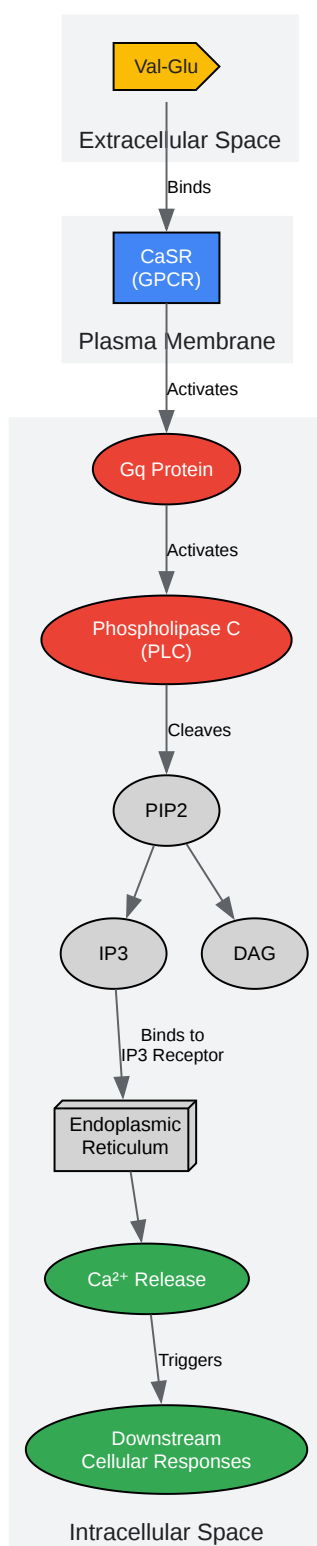 Val-Glu
Extracellular Space
Binds
CaSR
(GPCR)
Plasma Membrane
Activates
Gq Protein
Activates
Phospholipase C
(PLC)
Cleaves
PIP2
IP3
DAG
Binds to
IP3 Receptor
Endoplasmic
Reticulum
Ca²⁺ Release
Triggers
Downstream
Cellular Responses
Intracellular Space